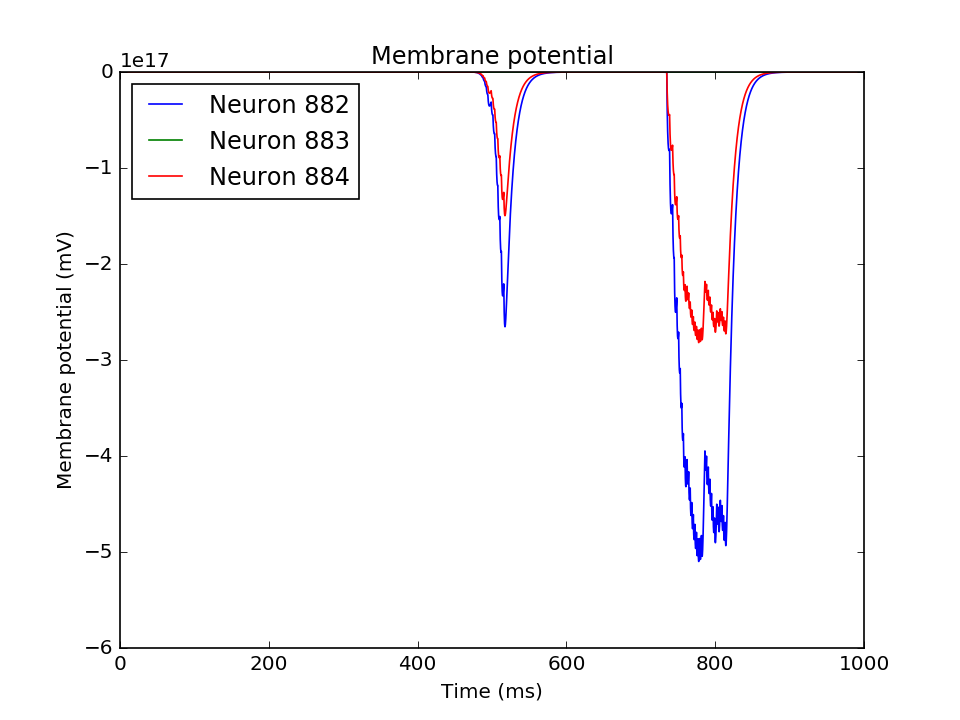 Membrane potential
1e17
Neuron 882
Neuron 883
Neuron 884
0
−1
−2
−3
−4
−5
−6
Membrane potential (mV)
0 200 400 600 800 1000
Time (ms)